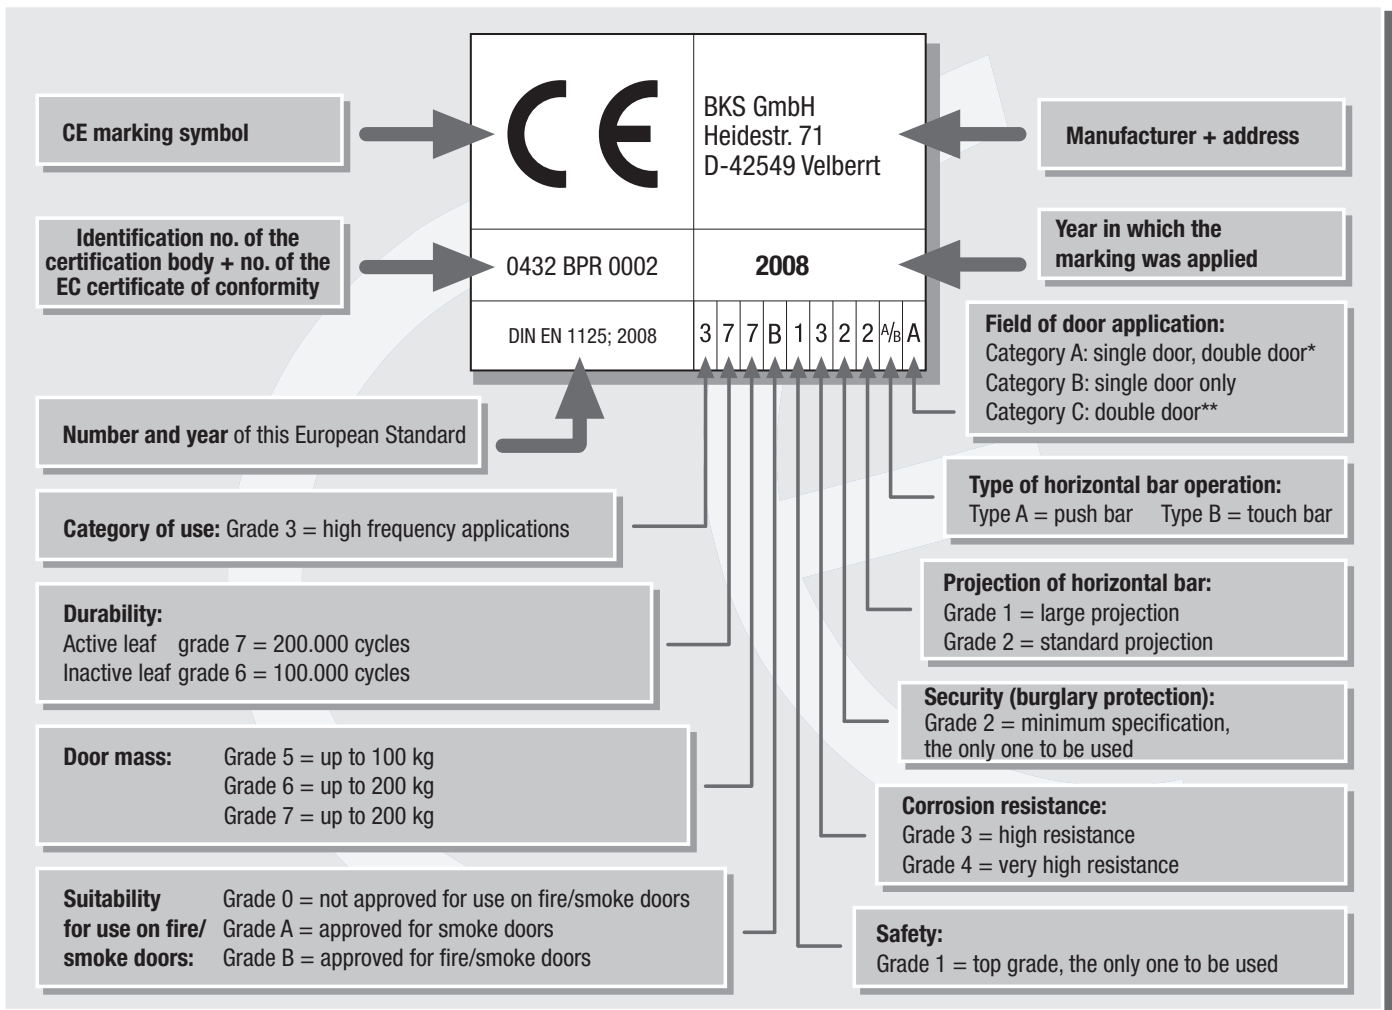 CE
BKS GmbH
Heidestr. 71
D-42549 Velberrt
CE marking symbol
Manufacturer + address
Identification no. of the
certification body + no. of the
EC certificate of conformity
0432 BPR 0002
2008
Year in which the
marking was applied
DIN EN 1125; 2008
3 7 7 B 1 3 2 2 A/B A
Field of door application:
Category A: single door, double door*
Category B: single door only
Category C: double door**
Number and year of this European Standard
Type of horizontal bar operation:
Type A = push bar Type B = touch bar
Category of use: Grade 3 = high frequency applications
Projection of horizontal bar:
Grade 1 = large projection
Grade 2 = standard projection
Durability:
Active leaf grade 7 = 200.000 cycles
Inactive leaf grade 6 = 100.000 cycles
Security (burglary protection):
Grade 2 = minimum specification,
the only one to be used
Door mass: Grade 5 = up to 100 kg
Grade 6 = up to 200 kg
Grade 7 = up to 200 kg
Corrosion resistance:
Grade 3 = high resistance
Grade 4 = very high resistance
Suitability Grade 0 = not approved for use on fire/smoke doors
for use on fire/ Grade A = approved for smoke doors
smoke doors: Grade B = approved for fire/smoke doors
Safety:
Grade 1 = top grade, the only one to be used